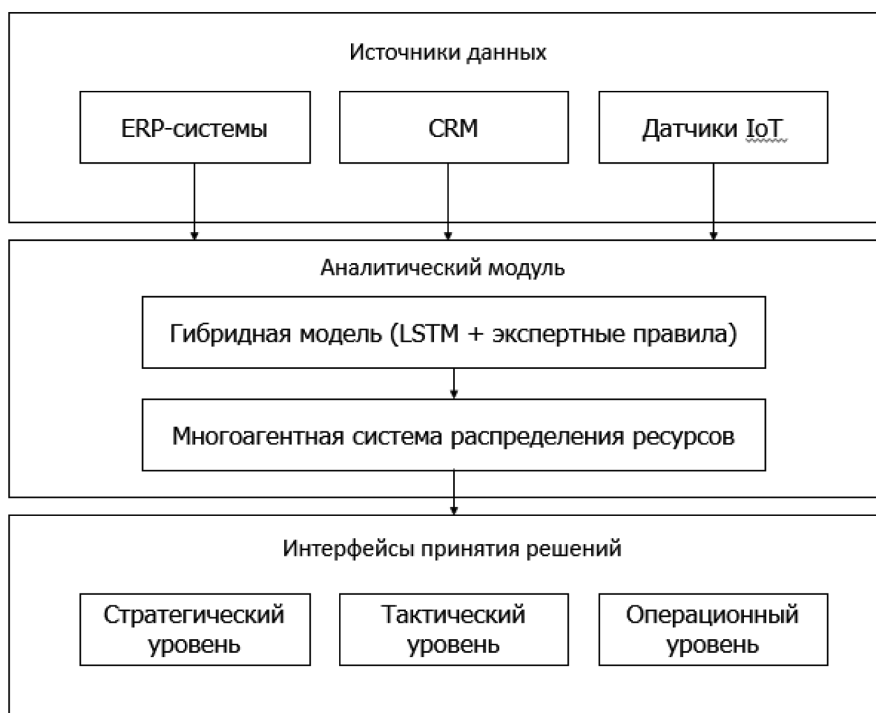 Источники данных
ERP-системы
CRM
Датчики IoT
Аналитический модуль
Гибридная модель (LSTM + экспертные правила)
Многоагентная система распределения ресурсов
Интерфейсы принятия решений
Стратегический
уровень
Тактический
уровень
Операционный
уровень